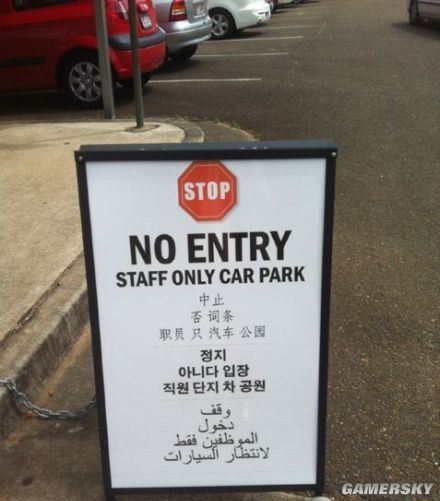 STOP
NO ENTRY
STAFF ONLY CAR PARK
中止
否 词条
职员 只 汽车 公园
정지
아니다 입장
직원 단지 차 공원
وقف
دخول
الموظفين فقط
لانتظار السيارات
GAMERSKY